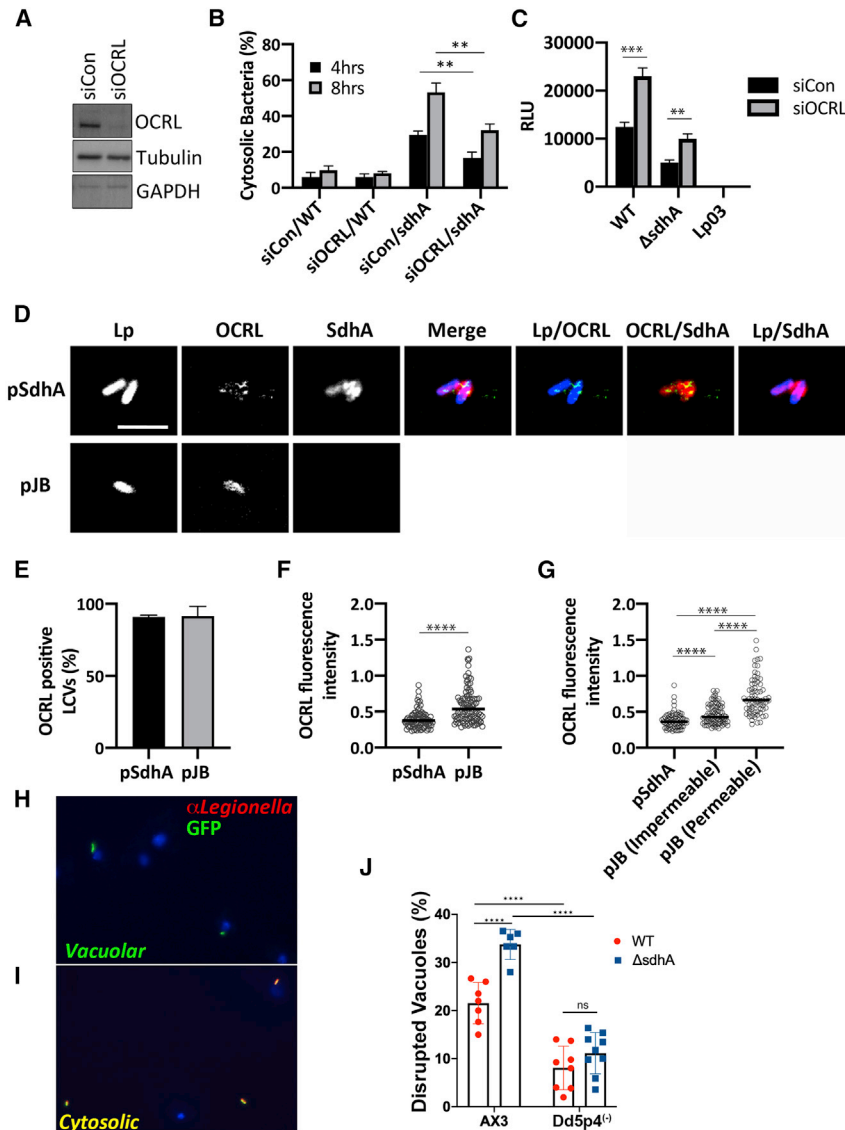 A
siCon
siOCRL
OCRL
Tubulin
GAPDH
B
Cytosolic Bacteria (%)
80
60
40
20
0
4hrs
8hrs
**
**
siCon/WT
siOCRL/WT
siCon/sdhA
siOCRL/sdhA
C
RLU
30000
20000
10000
0
***
**
siCon
siOCRL
WT
ΔsdhA
Lp03
D
Lp
OCRL
SdhA
Merge
Lp/OCRL
OCRL/SdhA
Lp/SdhA
pSdhA
pJB
E
OCRL positive
LCVs (%)
100
50
0
pSdhA
pJB
F
OCRL fluorescence
intensity
2.0
1.5
1.0
0.5
0.0
****
pSdhA
pJB
G
OCRL fluorescence
intensity
2.0
1.5
1.0
0.5
0.0
****
****
****
pSdhA
pJB (Impermeable)
pJB (Permeable)
H
αLegionella
GFP
Vacuolar
I
Cytosolic
J
Disrupted Vacuoles (%)
40
30
20
10
0
****
****
****
ns
WT
ΔsdhA
AX3
Dd5p4(-)